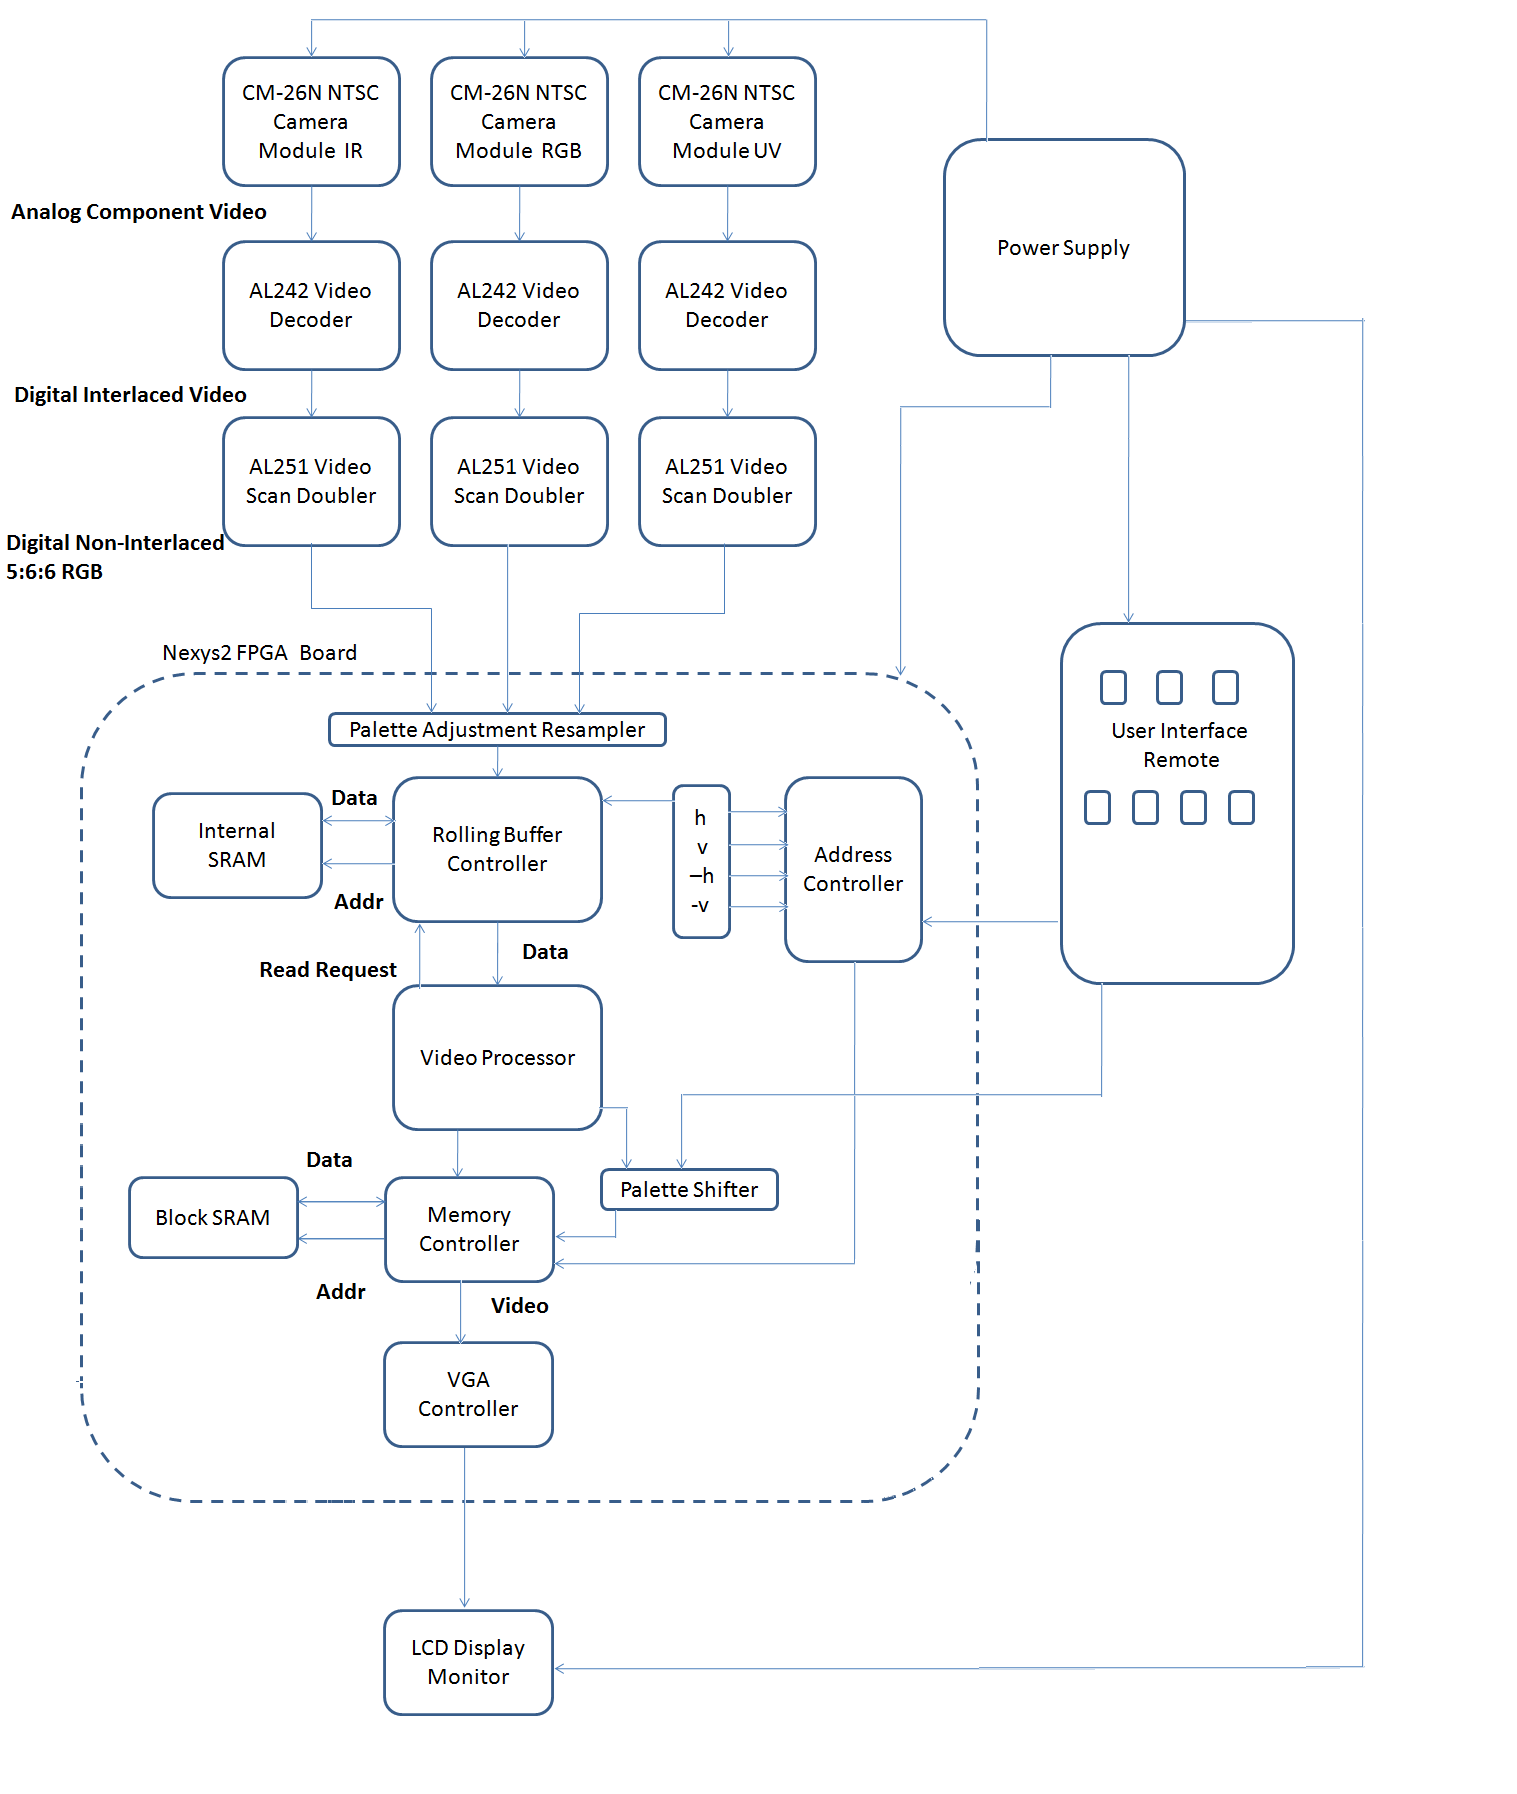 CM-26N NTSC
Camera
Module IR
CM-26N NTSC
Camera
Module RGB
CM-26N NTSC
Camera
Module UV
Power Supply
Analog Component Video
AL242 Video
Decoder
AL242 Video
Decoder
AL242 Video
Decoder
Digital Interlaced Video
AL251 Video
Scan Doubler
AL251 Video
Scan Doubler
AL251 Video
Scan Doubler
Digital Non-Interlaced
5:6:6 RGB
Nexys2 FPGA Board
Palette Adjustment Resampler
User Interface
Remote
Data
Internal
SRAM
Addr
Rolling Buffer
Controller
h
v
–h
-v
Address
Controller
Read Request
Data
Video Processor
Data
Block SRAM
Addr
Memory
Controller
Palette Shifter
Video
VGA
Controller
LCD Display
Monitor